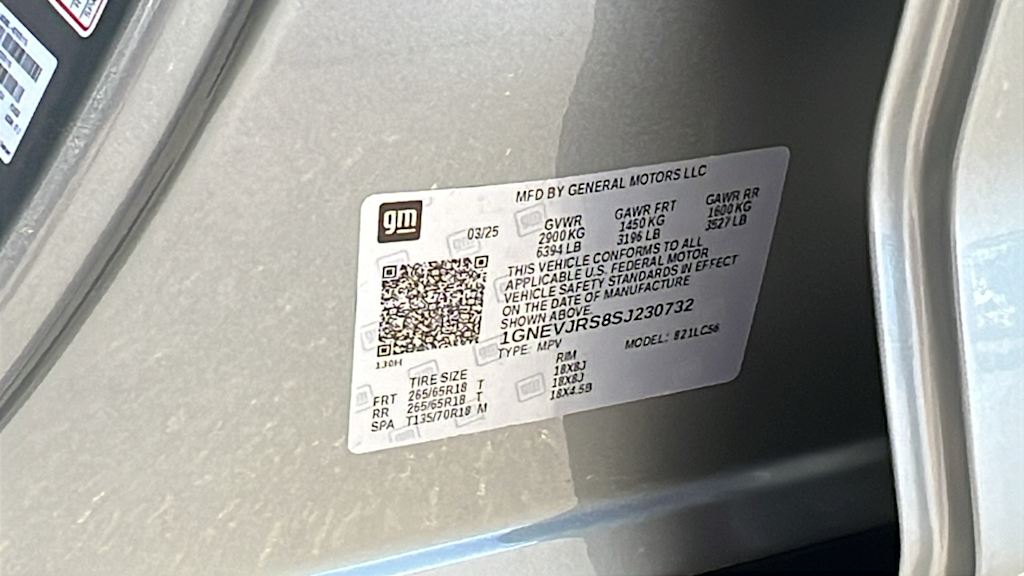 MFD BY GENERAL MOTORS LLC
gm
03/25
GVWR GAWR FRT GAWR RR
2900 KG 1450 KG 1600 KG
6394 LB 3196 LB 3527 LB
THIS VEHICLE CONFORMS TO ALL
APPLICABLE U.S. FEDERAL MOTOR
VEHICLE SAFETY STANDARDS IN EFFECT
ON THE DATE OF MANUFACTURE
SHOWN ABOVE.
1GNEVJRS8SJ230732
TYPE: MPV MODEL: 821LC56
130H
TIRE SIZE RIM
FRT 265/65R18 T 18X8J
RR 265/65R18 T 18X8J
SPA T135/70R18 M 18X4.5B